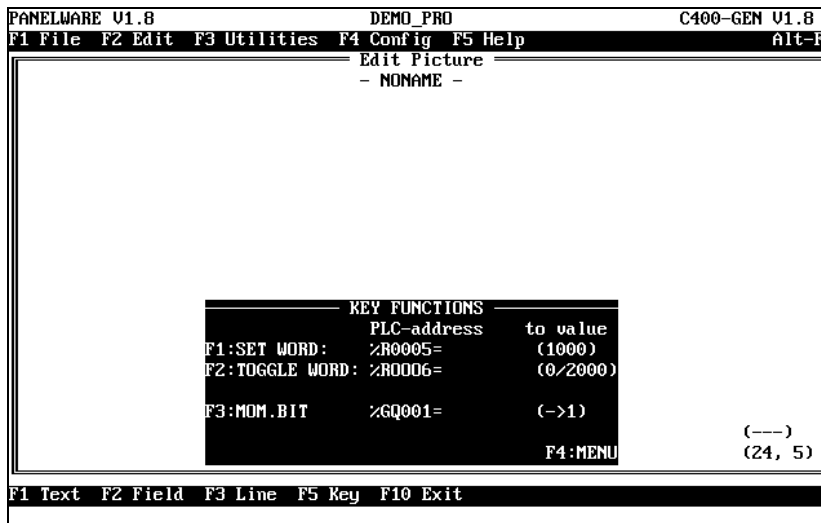 PANELWARE V1.8 DEMO_PRO C400-GEN V1.8
F1 File F2 Edit F3 Utilities F4 Config F5 Help Alt-F
Edit Picture
- NONAME -
KEY FUNCTIONS
PLC-address to value
F1:SET WORD: %R0005= (1000)
F2:TOGGLE WORD: %R0006= (0/2000)
F3:MOM.BIT %GQ001= (->1)
(---)
F4:MENU (24, 5)
F1 Text F2 Field F3 Line F5 Key F10 Exit